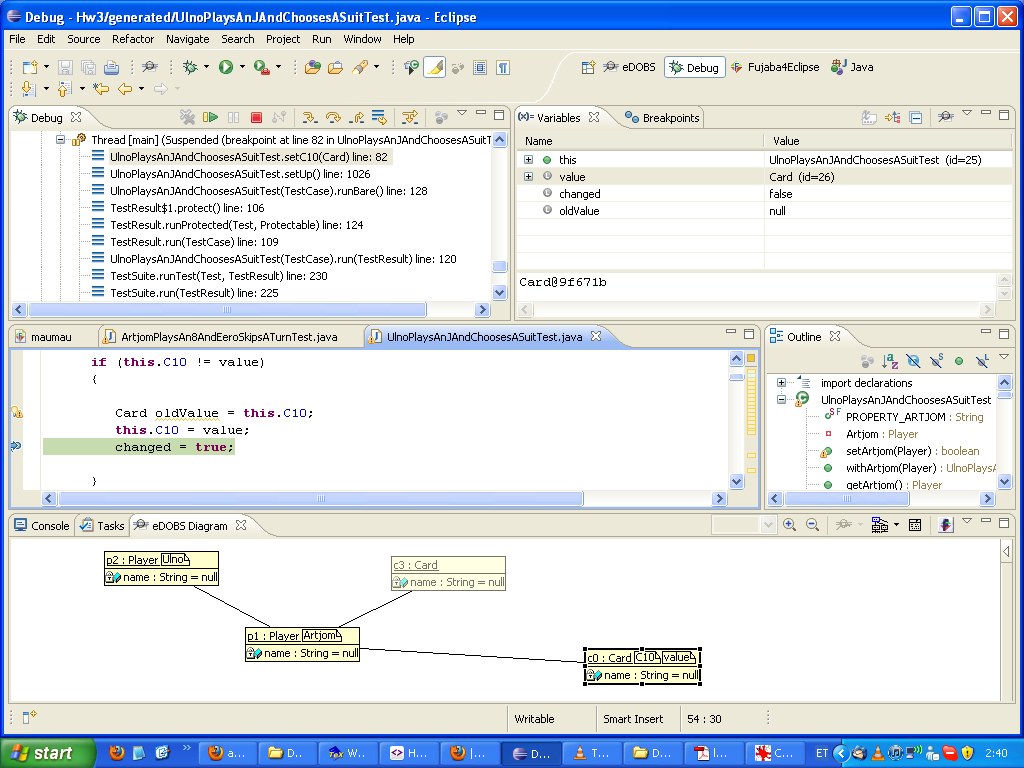 Debug - Hw3/generated/UlnoPlaysAnJAndChoosesASuitTest.java - Eclipse
File Edit Source Refactor Navigate Search Project Run Window Help
eDOBS Debug Fujaba4Eclipse Java
Debug
Thread [main] (Suspended (breakpoint at line 82 in UlnoPlaysAnJAndChoosesASuitT
UlnoPlaysAnJAndChoosesASuitTest.setC10(Card) line: 82
UlnoPlaysAnJAndChoosesASuitTest.setUp() line: 1026
UlnoPlaysAnJAndChoosesASuitTest(TestCase).runBare() line: 128
TestResult$1.protect() line: 106
TestResult.runProtected(Test, Protectable) line: 124
TestResult.run(TestCase) line: 109
UlnoPlaysAnJAndChoosesASuitTest(TestCase).run(TestResult) line: 120
TestSuite.runTest(Test, TestResult) line: 230
TestSuite.run(TestResult) line: 225
(x)= Variables Breakpoints
Name Value
this UlnoPlaysAnJAndChoosesASuitTest (id=25)
value Card (id=26)
changed false
oldValue null
Card@9f671b
maumau ArtjomPlaysAn8AndEeroSkipsATurnTest.java UlnoPlaysAnJAndChoosesASuitTest.java
if (this.C10 != value)
{
Card oldValue = this.C10;
this.C10 = value;
changed = true;
}
Outline
import declarations
UlnoPlaysAnJAndChoosesASuitTest
PROPERTY_ARTJOM : String
Artjom : Player
setArtjom(Player) : boolean
withArtjom(Player) : UlnoPlaysA
getArtjom() : Player
Console Tasks eDOBS Diagram
p2 : Player Ulno
name : String = null
c3 : Card
name : String = null
p1 : Player Artjom
name : String = null
c0 : Card C10 value
name : String = null
Writable Smart Insert 54 : 30
start a... D... W... H... |... D... T... D... I... C... ET 2:40